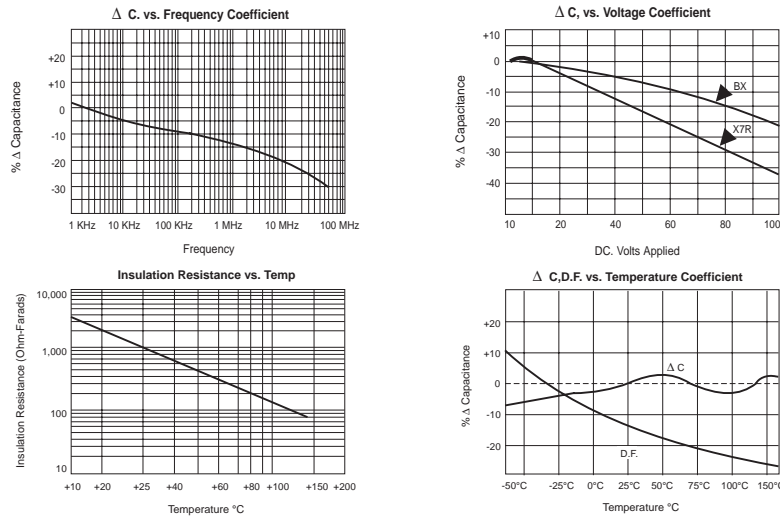 Δ C. vs. Frequency Coefficient
% Δ Capacitance
+20
+10
0
-10
-20
-30
1 KHz 10 KHz 100 KHz 1 MHz 10 MHz 100 MHz
Frequency
Δ C, vs. Voltage Coefficient
% Δ Capacitance
+10
0
-10
-20
-30
-40
BX
X7R
10 20 40 60 80 100
DC. Volts Applied
Insulation Resistance vs. Temp
Insulation Resistance (Ohm-Farads)
10,000
1,000
100
10
+10 +20 +25 +40 +60 +80 +100 +150 +200
Temperature °C
Δ C,D.F. vs. Temperature Coefficient
% Δ Capacitance
+20
+10
0
-10
-20
Δ C
D.F.
-50°C -25°C 0°C 25°C 50°C 75°C 100°C 125°C 150°C
Temperature °C